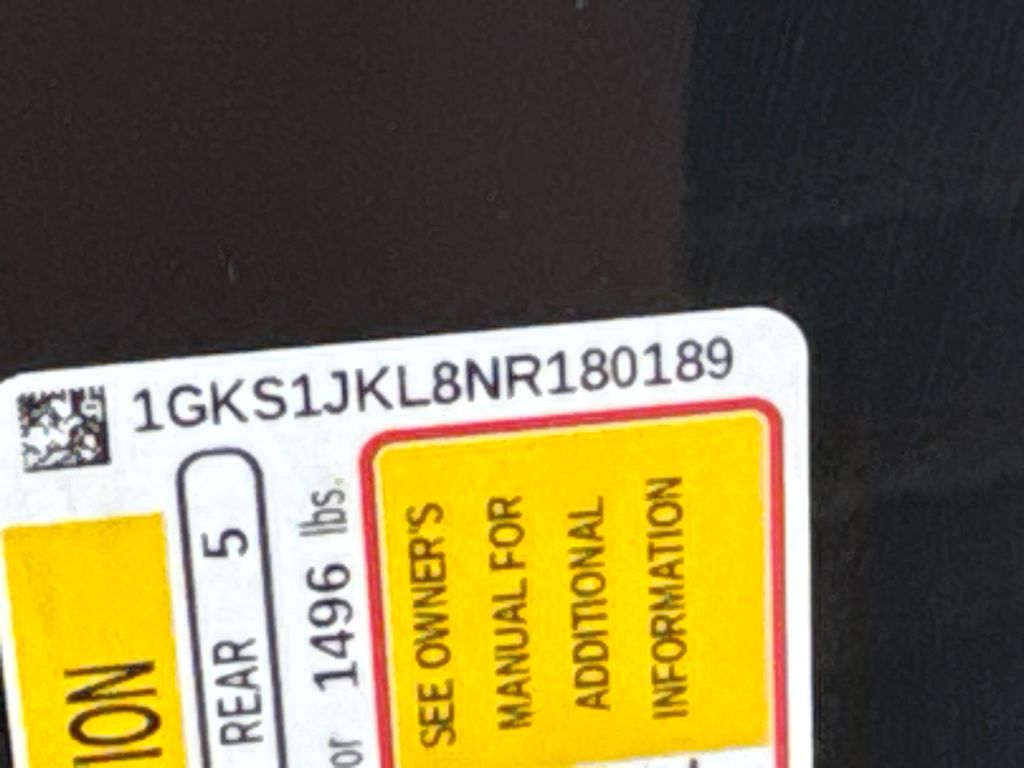 1GKS1JKL8NR180189
SEE OWNER'S
MANUAL FOR
ADDITIONAL
INFORMATION
1496 lbs.
REAR 5